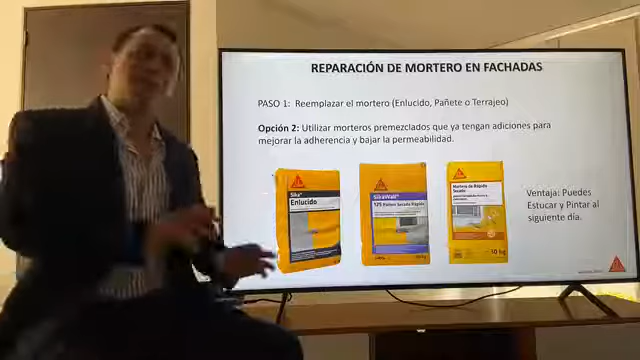 REPARACIÓN DE MORTERO EN FACHADAS
PASO 1: Reemplazar el mortero (Enlucido, Pañete o Terrajeo)
Opción 2: Utilizar morteros premezclados que ya tengan adiciones para
mejorar la adherencia y bajar la permeabilidad.
Sika®
Enlucido
SikaWall®
Mortero de Rápido
Secado
Ventaja: Puedes
Estucar y Pintar al
siguiente día.